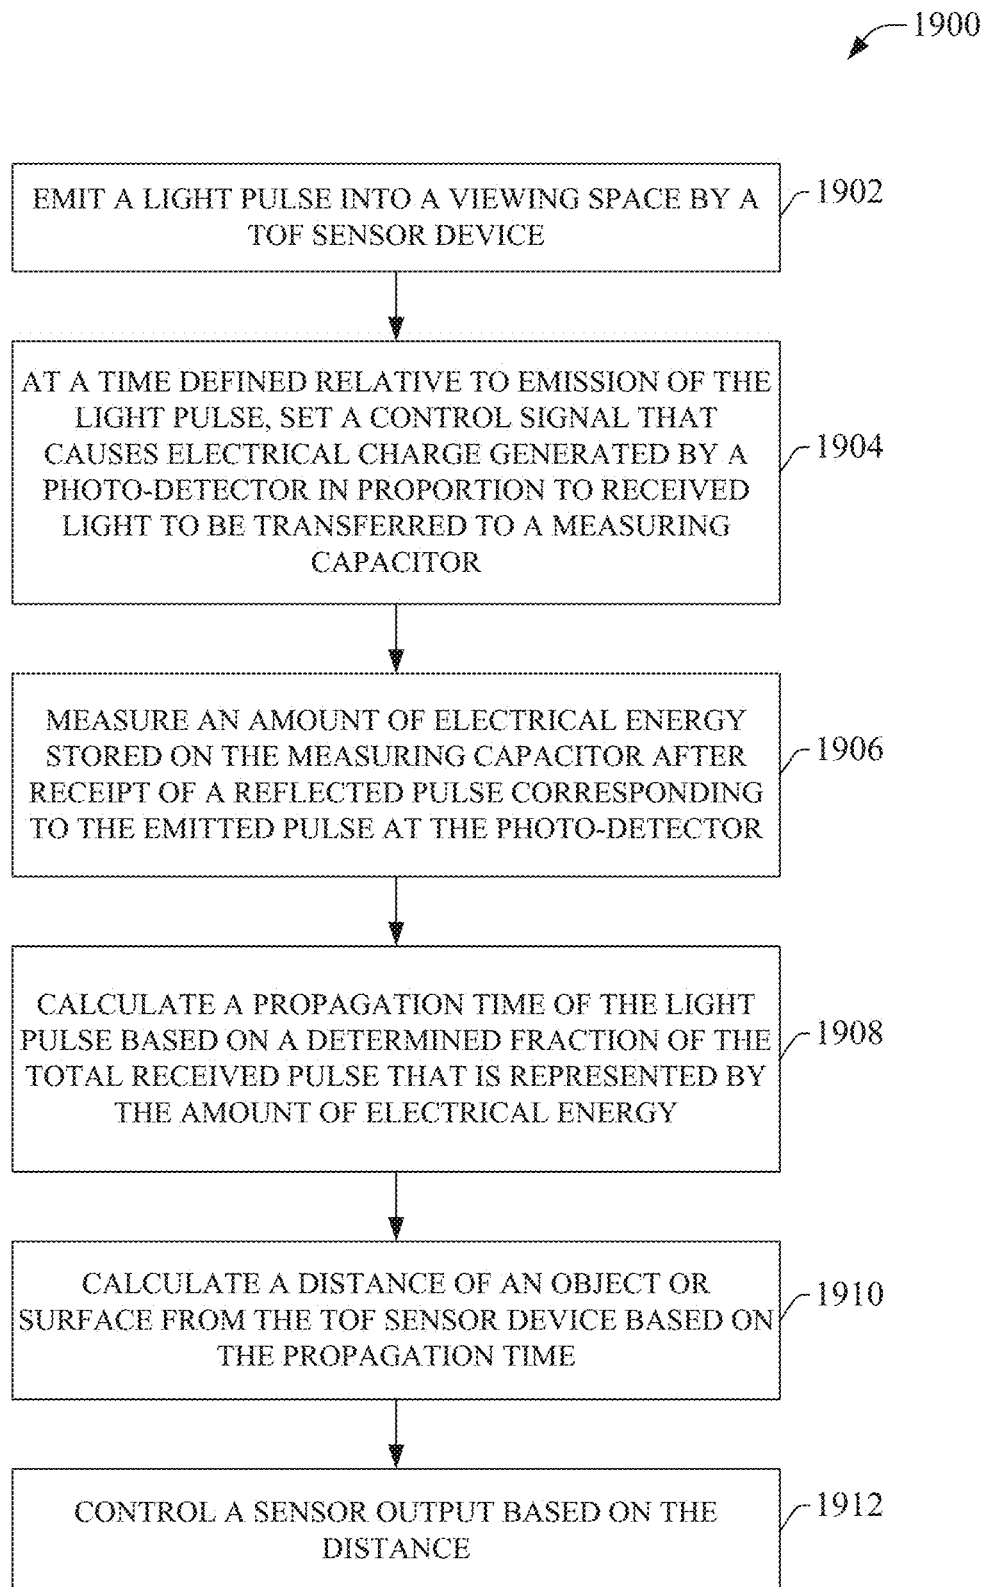 1900
EMIT A LIGHT PULSE INTO A VIEWING SPACE BY A
TOF SENSOR DEVICE
1902
AT A TIME DEFINED RELATIVE TO EMISSION OF THE
LIGHT PULSE, SET A CONTROL SIGNAL THAT
CAUSES ELECTRICAL CHARGE GENERATED BY A
PHOTO-DETECTOR IN PROPORTION TO RECEIVED
LIGHT TO BE TRANSFERRED TO A MEASURING
CAPACITOR
1904
MEASURE AN AMOUNT OF ELECTRICAL ENERGY
STORED ON THE MEASURING CAPACITOR AFTER
RECEIPT OF A REFLECTED PULSE CORRESPONDING
TO THE EMITTED PULSE AT THE PHOTO-DETECTOR
1906
CALCULATE A PROPAGATION TIME OF THE LIGHT
PULSE BASED ON A DETERMINED FRACTION OF THE
TOTAL RECEIVED PULSE THAT IS REPRESENTED BY
THE AMOUNT OF ELECTRICAL ENERGY
1908
CALCULATE A DISTANCE OF AN OBJECT OR
SURFACE FROM THE TOF SENSOR DEVICE BASED ON
THE PROPAGATION TIME
1910
CONTROL A SENSOR OUTPUT BASED ON THE
DISTANCE
1912